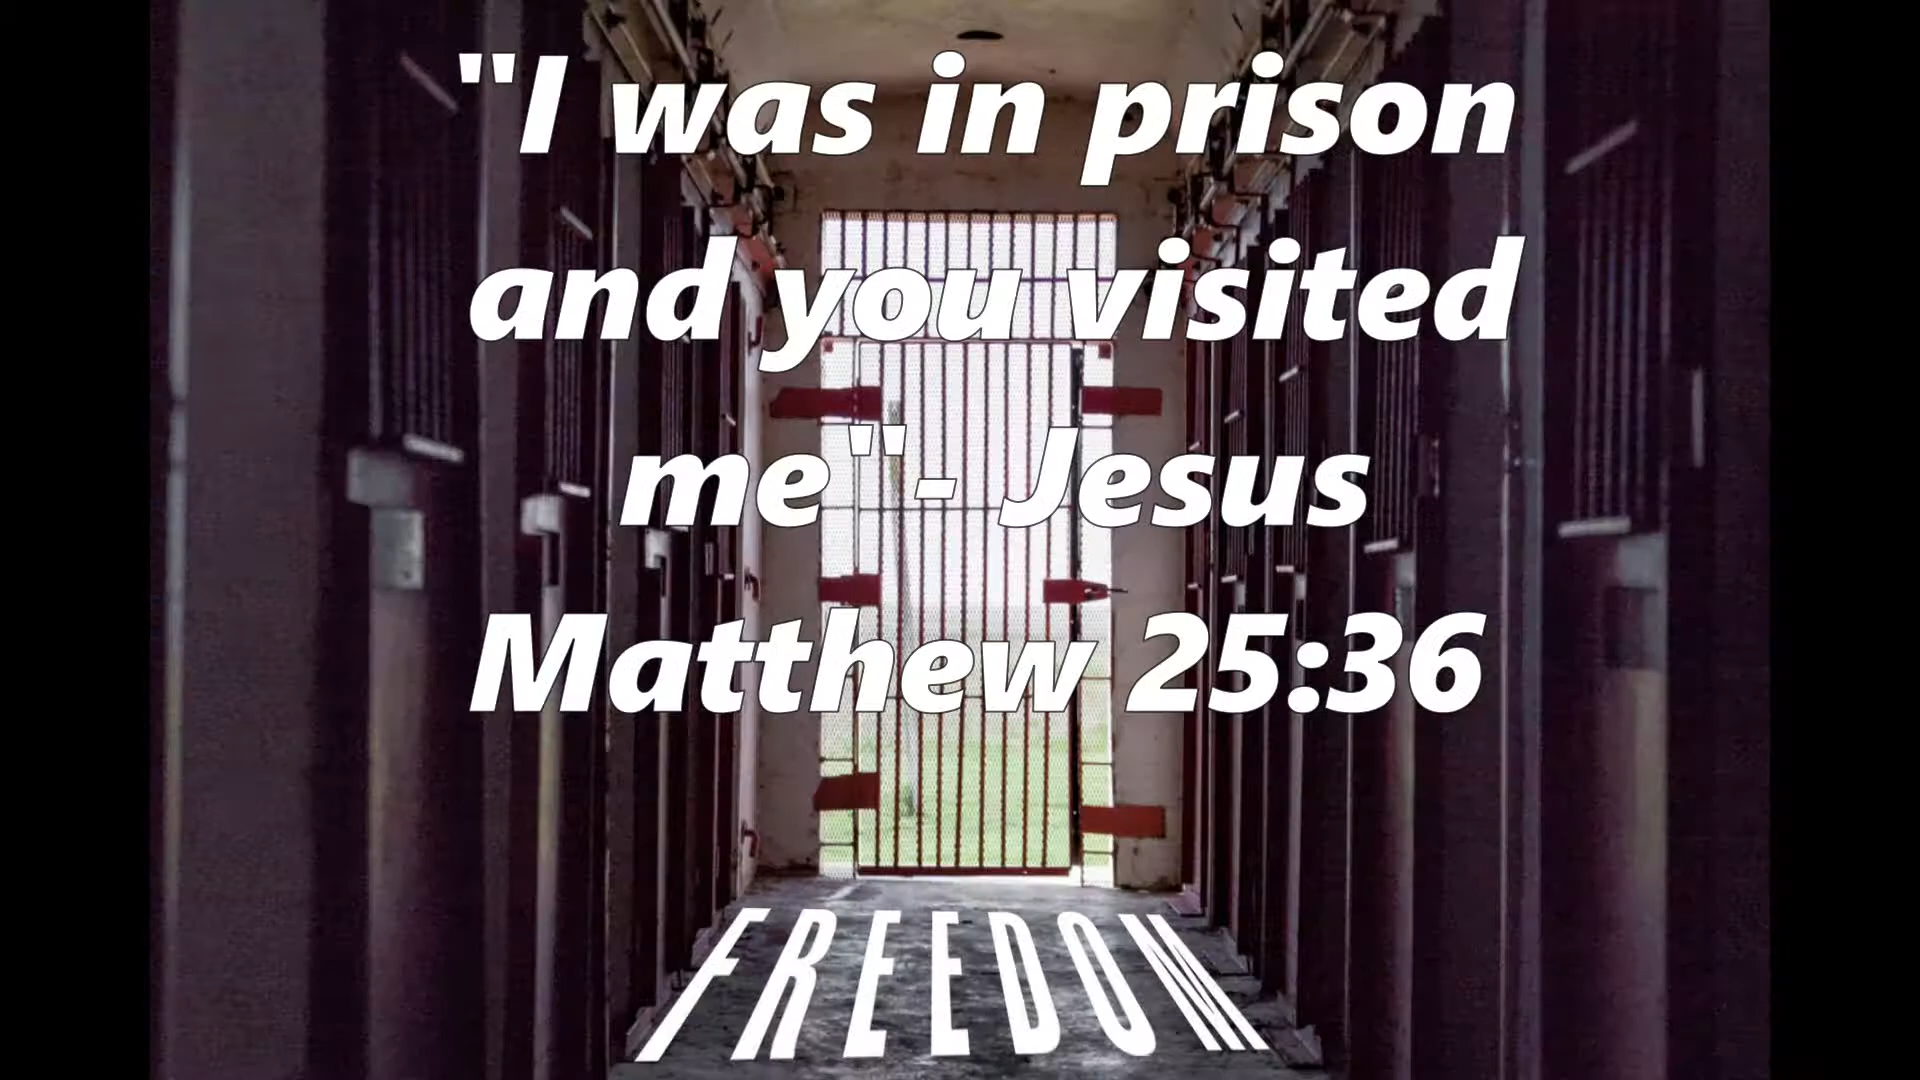 "I was in prison
and you visited
me"- Jesus
Matthew 25:36
FREEDOM